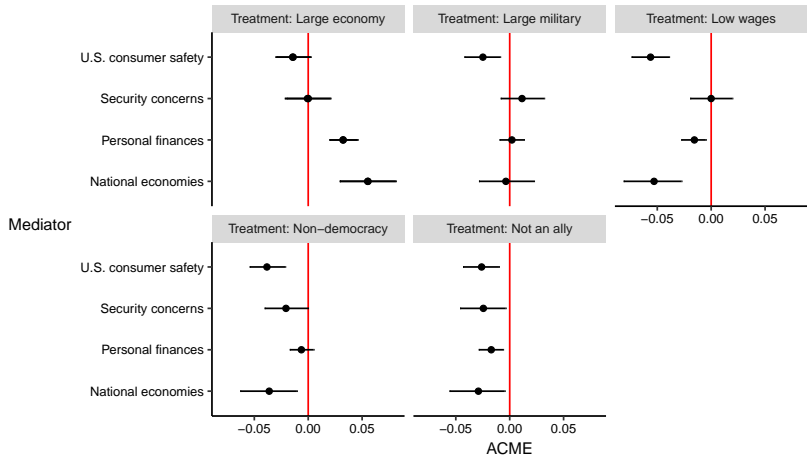 Treatment: Large economy
Treatment: Large military
Treatment: Low wages
U.S. consumer safety
Security concerns
Personal finances
National economies
−0.05 0.00 0.05
Mediator
Treatment: Non−democracy
Treatment: Not an ally
U.S. consumer safety
Security concerns
Personal finances
National economies
−0.05 0.00 0.05
−0.05 0.00 0.05
ACME